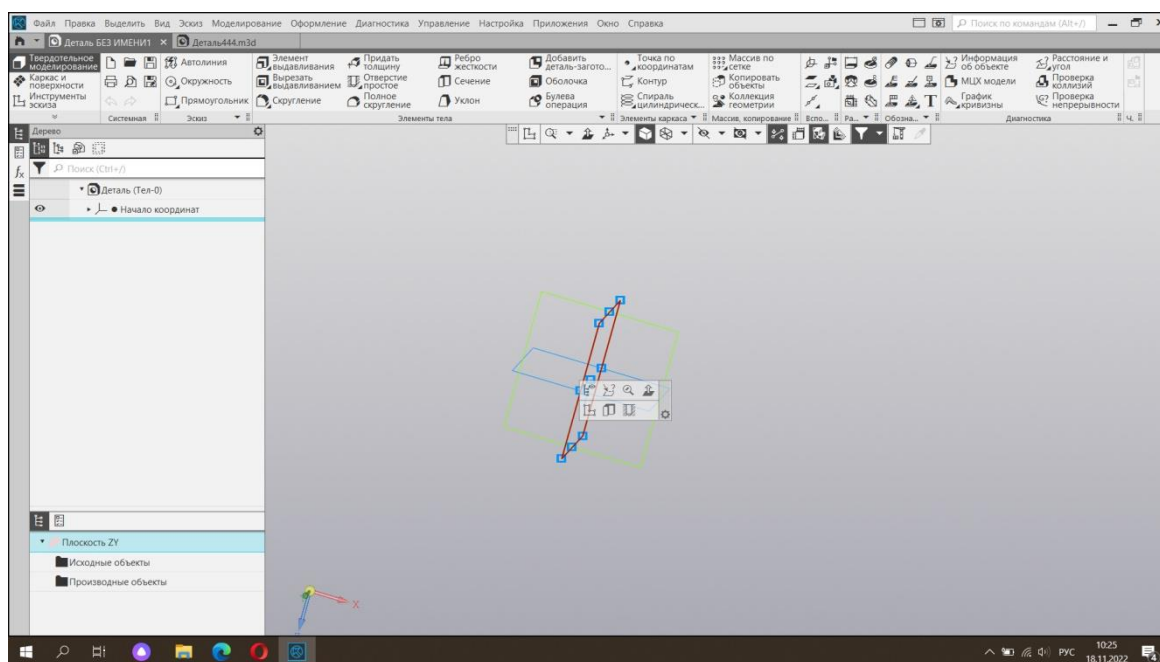 Файл Правка Выделить Вид Эскиз Моделирование Оформление Диагностика Управление Настройка Приложения Окно Справка
Поиск по командам (Alt+/)
Деталь БЕЗ ИМЕНИ1
Деталь444.m3d
Твердотельное моделирование
Каркас и поверхности
Инструменты эскиза
Системная
Автолиния
Окружность
Прямоугольник
Эскиз
Элемент выдавливания
Вырезать выдавливанием
Скругление
Придать толщину
Отверстие простое
Полное скругление
Ребро жесткости
Сечение
Уклон
Добавить деталь-загото...
Оболочка
Булева операция
Элементы тела
Точка по координатам
Контур
Спираль цилиндрическ...
Элементы каркаса
Массив по сетке
Копировать объекты
Коллекция геометрии
Массив, копирование
Вспо...
Ра...
Обозна...
Информация об объекте
МЦХ модели
График кривизны
Расстояние и угол
Проверка коллизий
Проверка непрерывности
Диагностика
Ч.
Дерево
Поиск (Ctrl+/)
Деталь (Тел-0)
Начало координат
Плоскость ZY
Исходные объекты
Производные объекты
X
РУС
10:25
18.11.2022
4